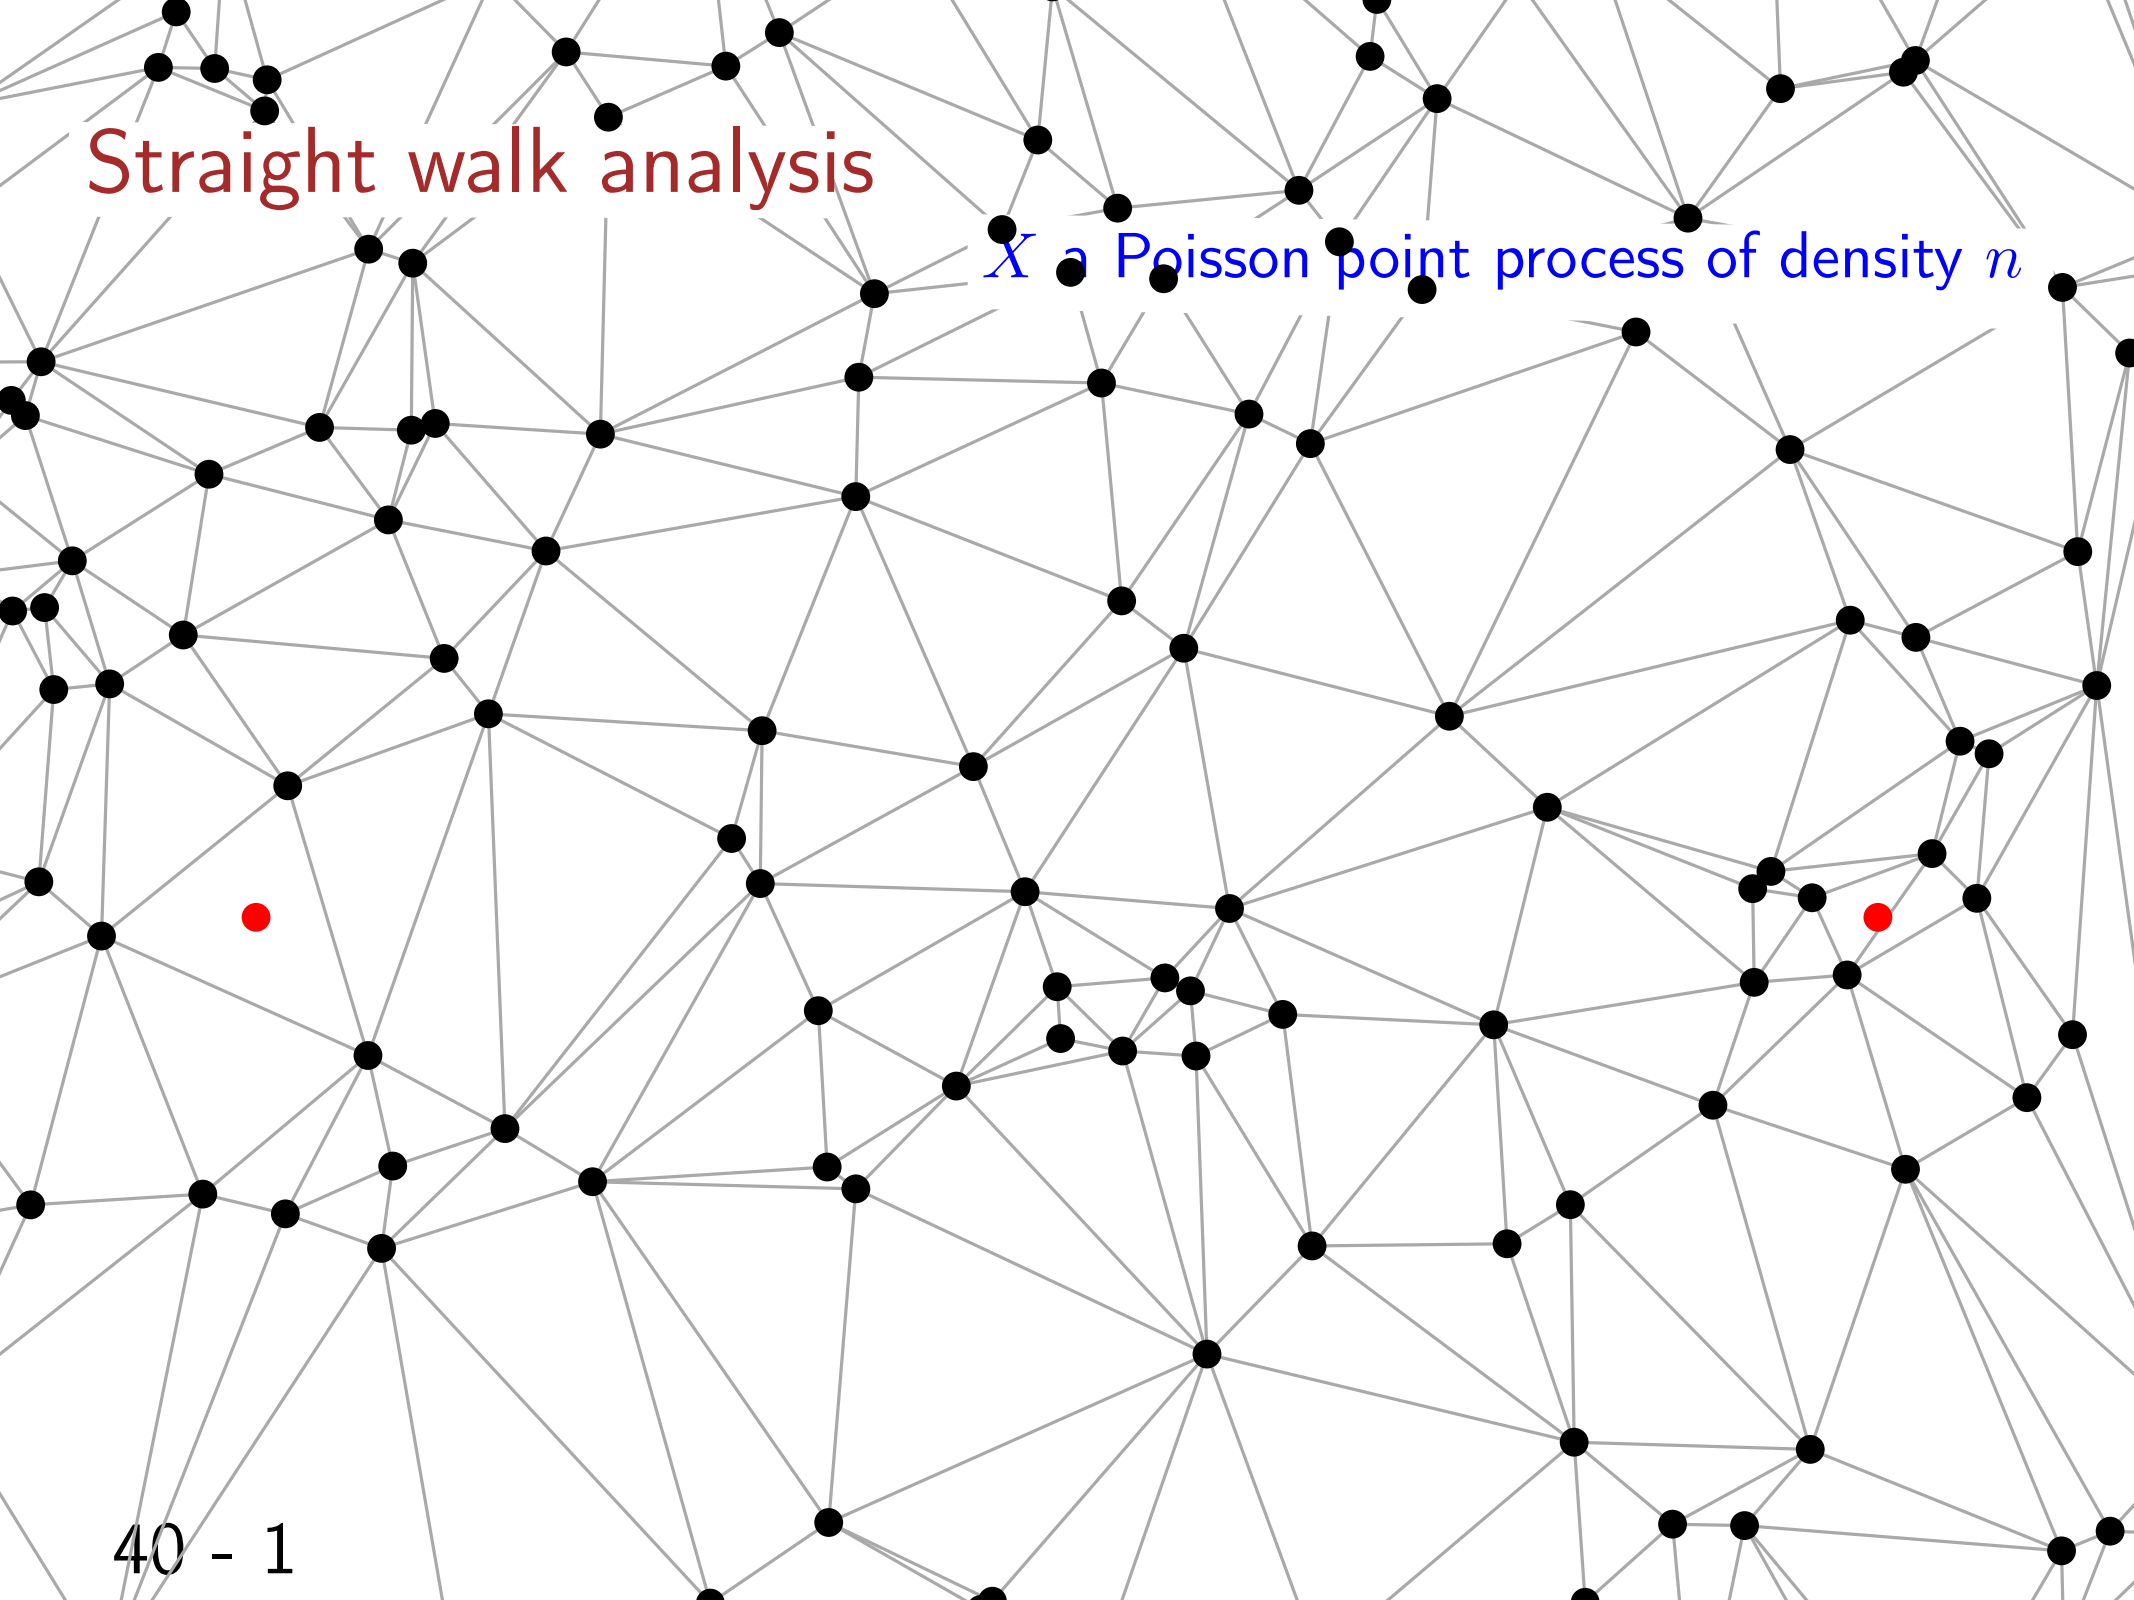 Straight walk analysis
X a Poisson point process of density n
40 - 1